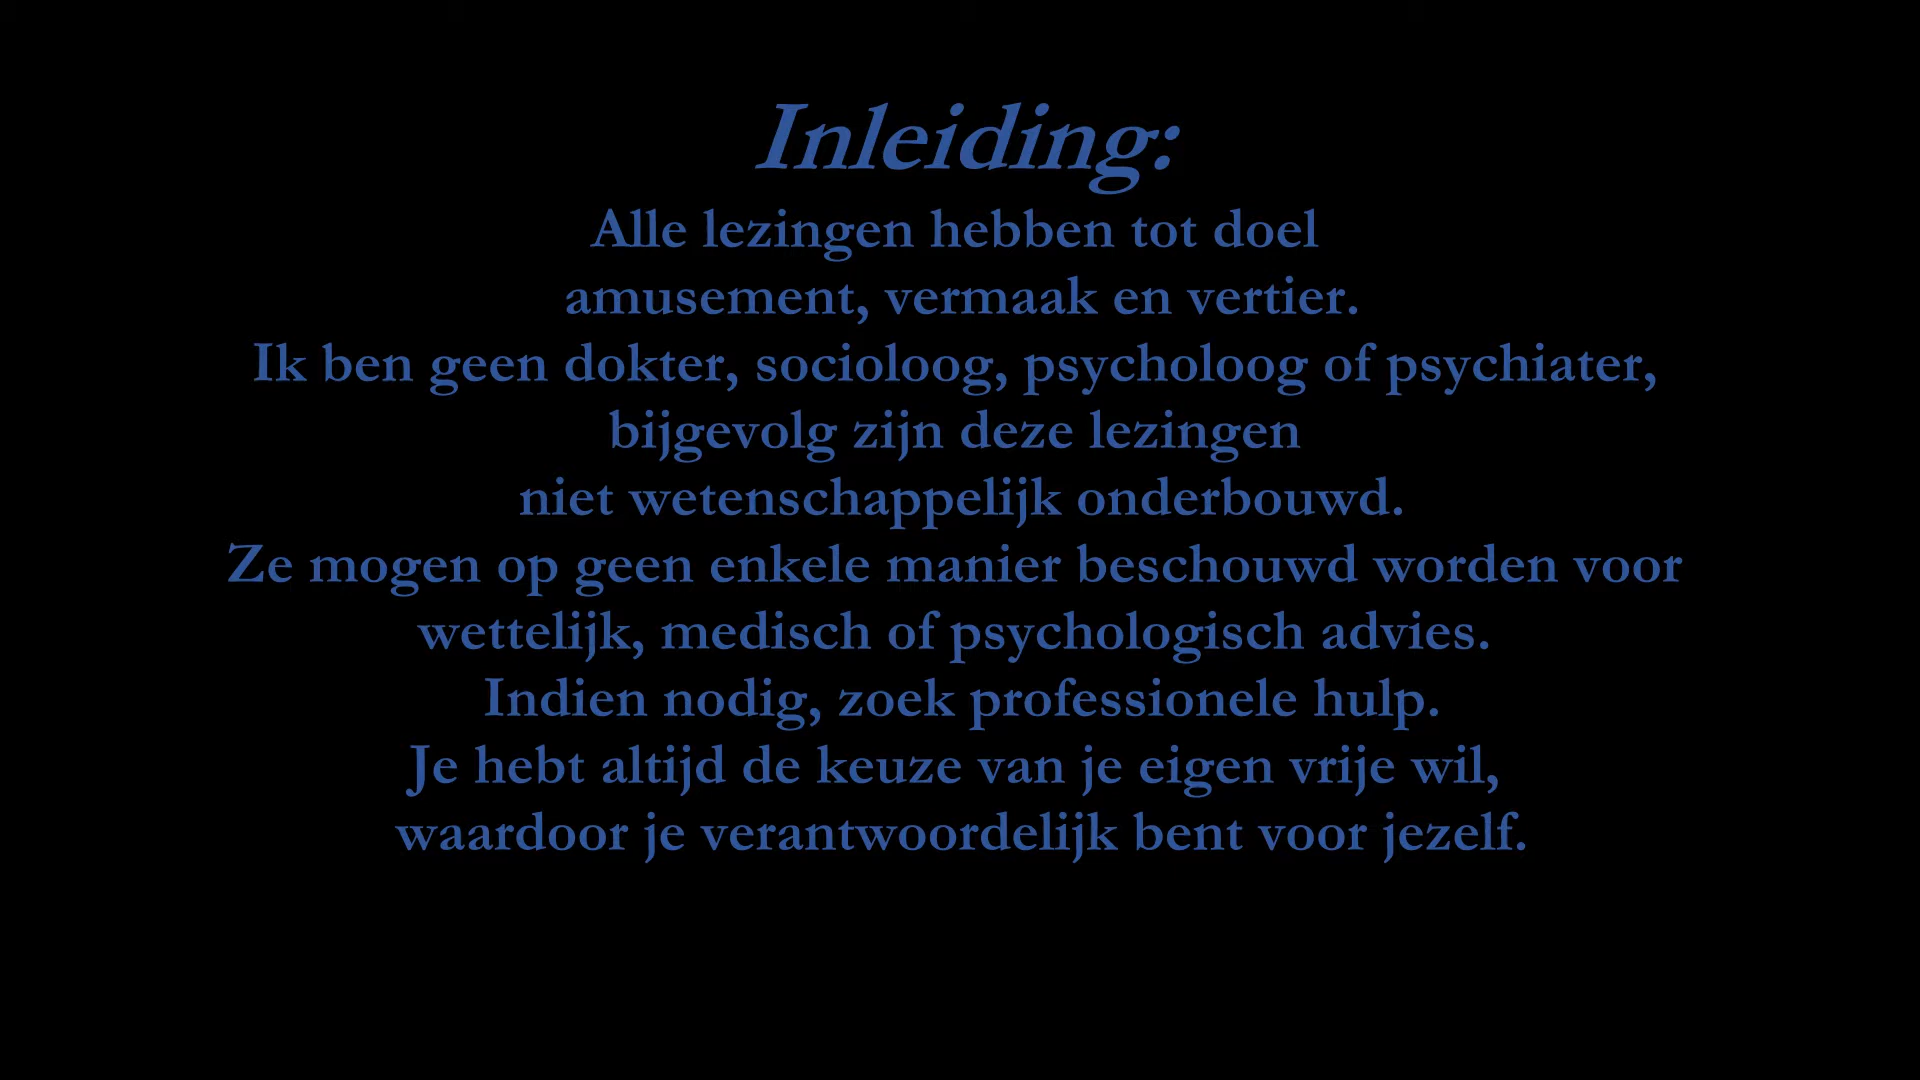 Inleiding:
Alle lezingen hebben tot doel
amusement, vermaak en vertier.
Ik ben geen dokter, socioloog, psycholoog of psychiater,
bijgevolg zijn deze lezingen
niet wetenschappelijk onderbouwd.
Ze mogen op geen enkele manier beschouwd worden voor
wettelijk, medisch of psychologisch advies.
Indien nodig, zoek professionele hulp.
Je hebt altijd de keuze van je eigen vrije wil,
waardoor je verantwoordelijk bent voor jezelf.